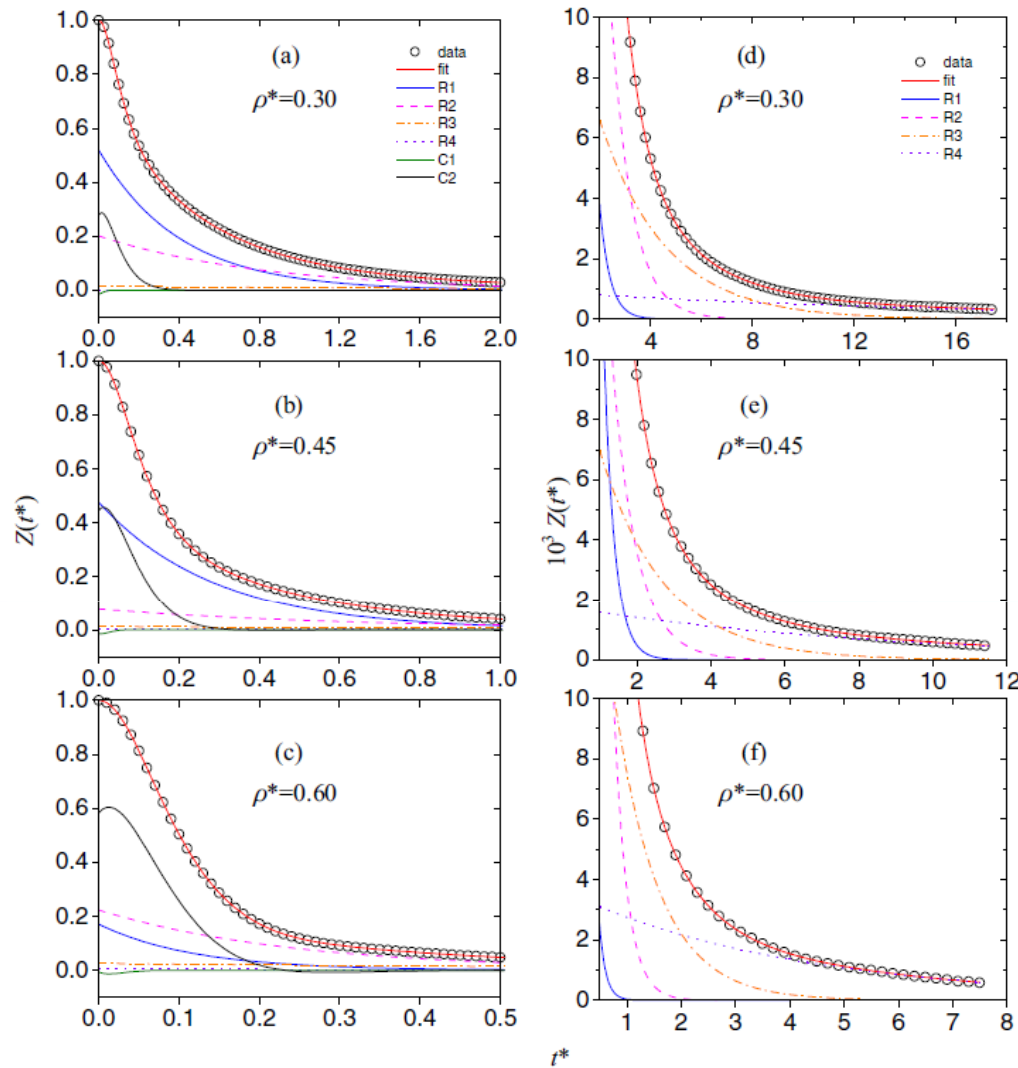 (a)
ρ*=0.30
data
fit
R1
R2
R3
R4
C1
C2
1.0
0.8
0.6
0.4
0.2
0.0
0.0 0.4 0.8 1.2 1.6 2.0
(d)
ρ*=0.30
data
fit
R1
R2
R3
R4
10
8
6
4
2
0
4 8 12 16
(b)
ρ*=0.45
1.0
0.8
0.6
0.4
0.2
0.0
0.0 0.2 0.4 0.6 0.8 1.0
Z(t*)
(e)
ρ*=0.45
10
8
6
4
2
0
2 4 6 8 10 12
10³ Z(t*)
(c)
ρ*=0.60
1.0
0.8
0.6
0.4
0.2
0.0
0.0 0.1 0.2 0.3 0.4 0.5
(f)
ρ*=0.60
10
8
6
4
2
0
1 2 3 4 5 6 7 8
t*